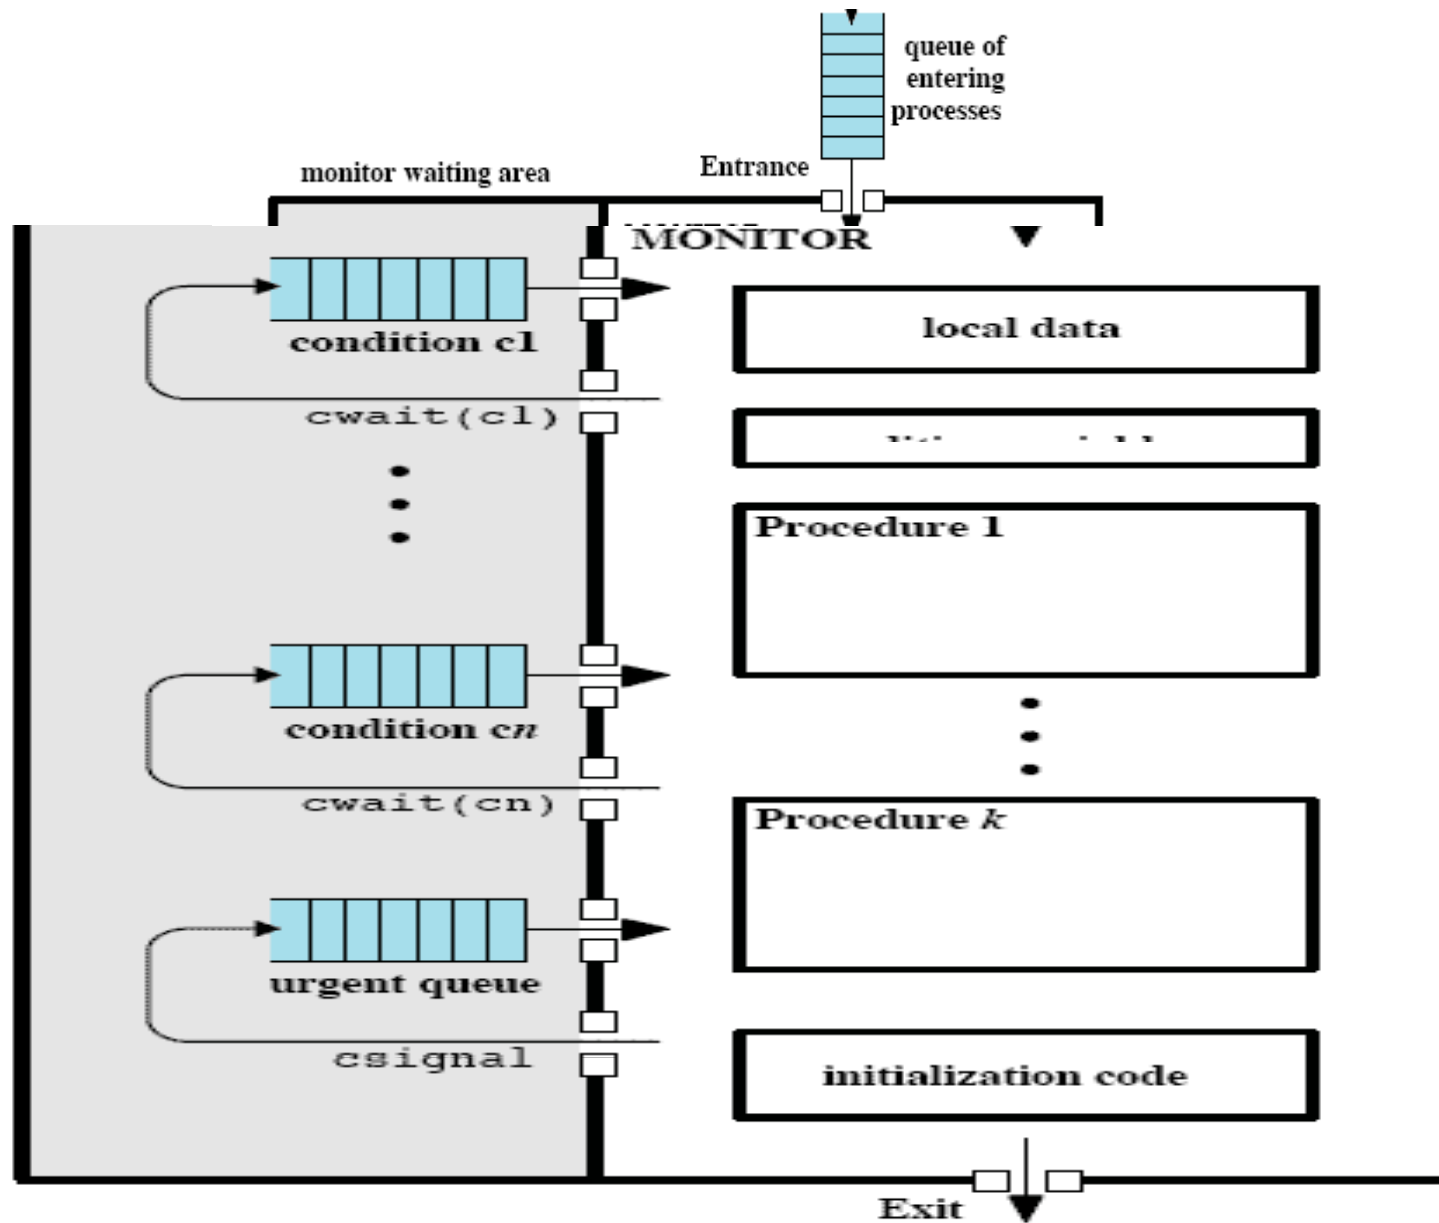 queue of
entering
processes
Entrance
monitor waiting area
MONITOR
condition c1
local data
cwait(c1)
Procedure 1
condition cn
cwait(cn)
Procedure k
urgent queue
csignal
initialization code
Exit